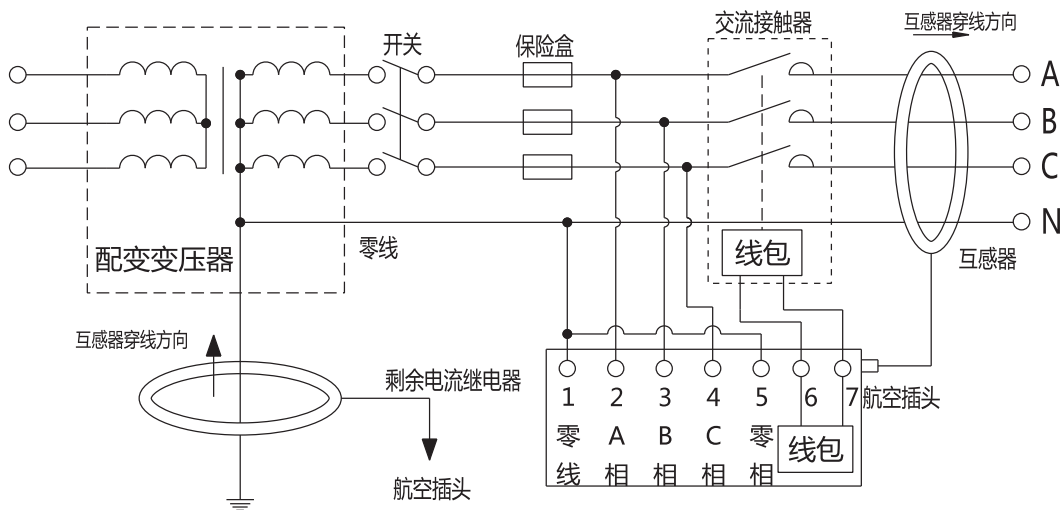 交流接触器
互感器穿线方向
开关
保险盒
A
B
C
N
配变变压器
零线
线包
互感器
互感器穿线方向
剩余电流继电器
航空插头
1 2 3 4 5 6 7
航空插头
零 A B C 零
线 相 相 相 相
线包